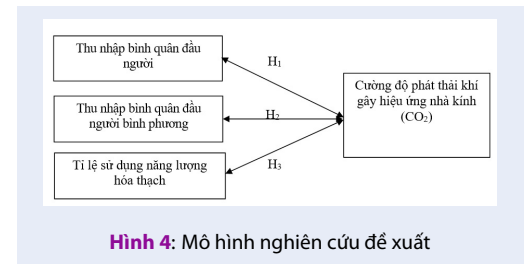 Thu nhập bình quân đầu
người
H₁
Cường độ phát thải khí
gây hiệu ứng nhà kính
(CO₂)
Thu nhập bình quân đầu
người bình phương
H₂
Tỉ lệ sử dụng năng lượng
hóa thạch
H₃
Hình 4: Mô hình nghiên cứu đề xuất